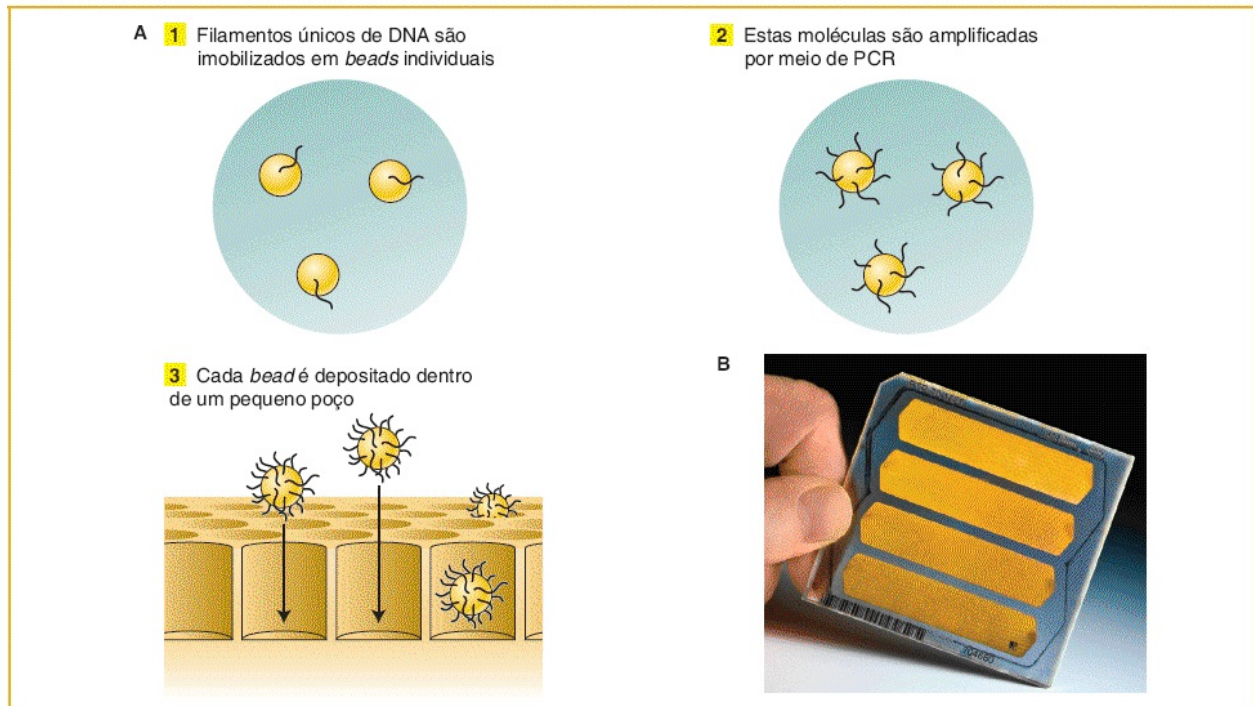 A 1 Filamentos únicos de DNA são
imobilizados em beads individuais
2 Estas moléculas são amplificadas
por meio de PCR
3 Cada bead é depositado dentro
de um pequeno poço
B